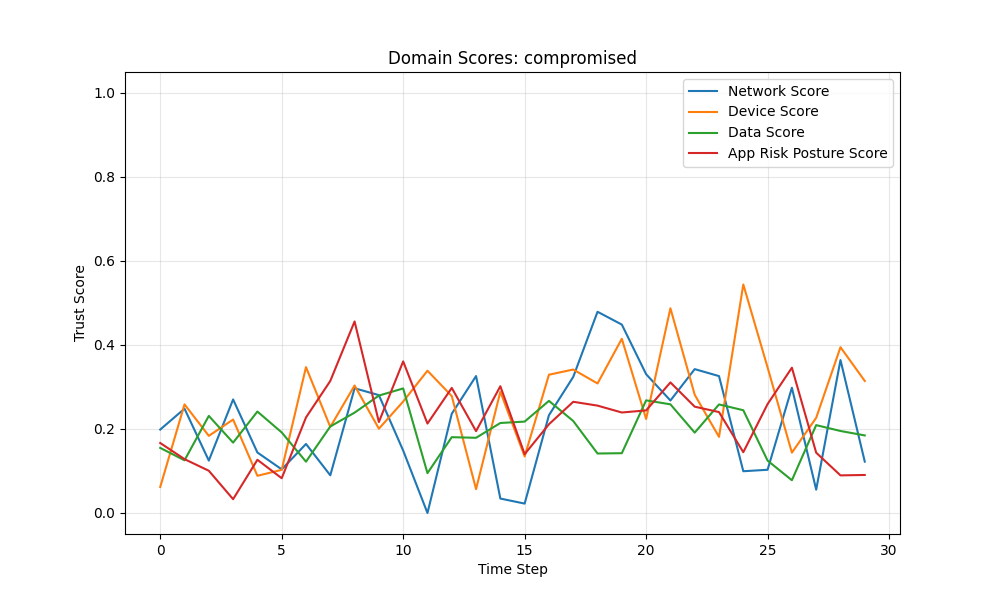 Domain Scores: compromised
Trust Score
1.0
0.8
0.6
0.4
0.2
0.0
Network Score
Device Score
Data Score
App Risk Posture Score
0 5 10 15 20 25 30
Time Step